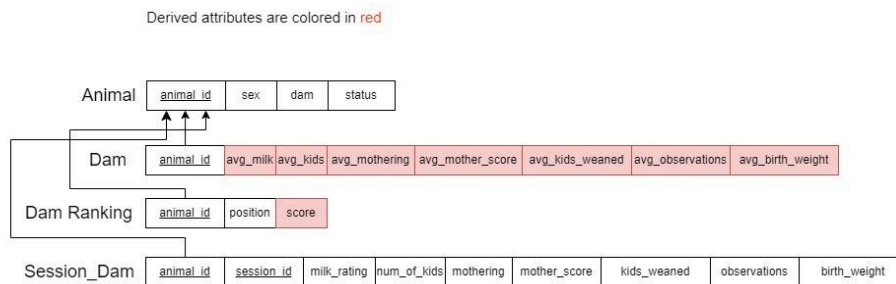 Derived attributes are colored in red
Animal animal_id sex dam status
Dam animal_id avg_milk avg_kids avg_mothering avg_mother_score avg_kids_weaned avg_observations avg_birth_weight
Dam Ranking animal_id position score
Session_Dam animal_id session_id milk_rating num_of_kids mothering mother_score kids_weaned observations birth_weight